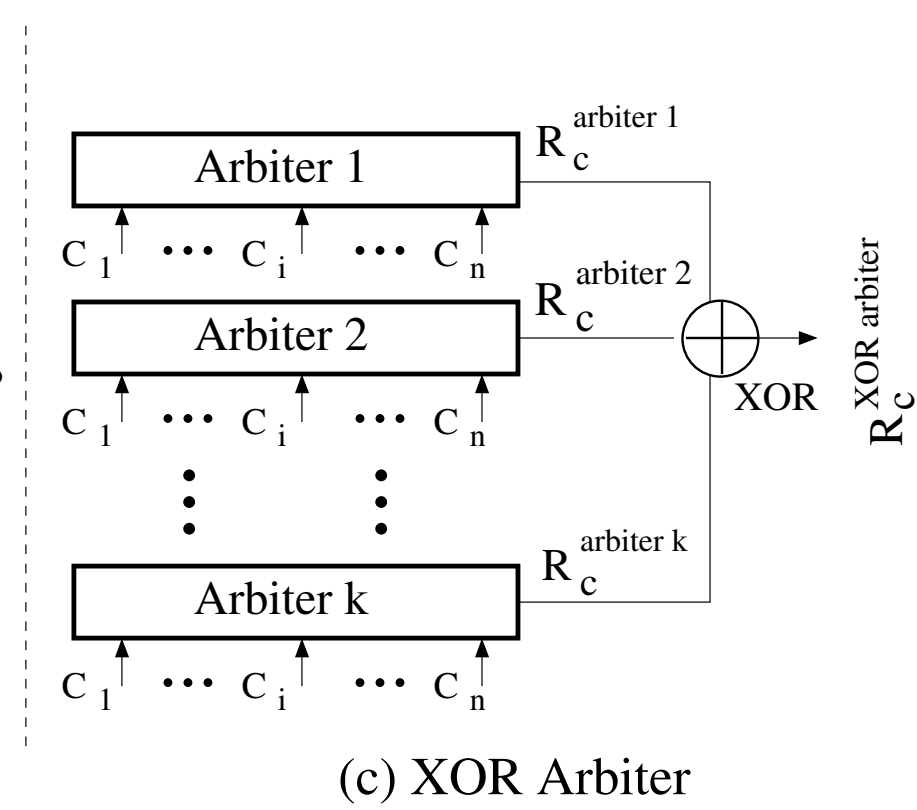 Arbiter 1
R_c^{arbiter 1}
C_1 ••• C_i ••• C_n
Arbiter 2
R_c^{arbiter 2}
C_1 ••• C_i ••• C_n
XOR
R_c^{XOR arbiter}
Arbiter k
R_c^{arbiter k}
C_1 ••• C_i ••• C_n
(c) XOR Arbiter